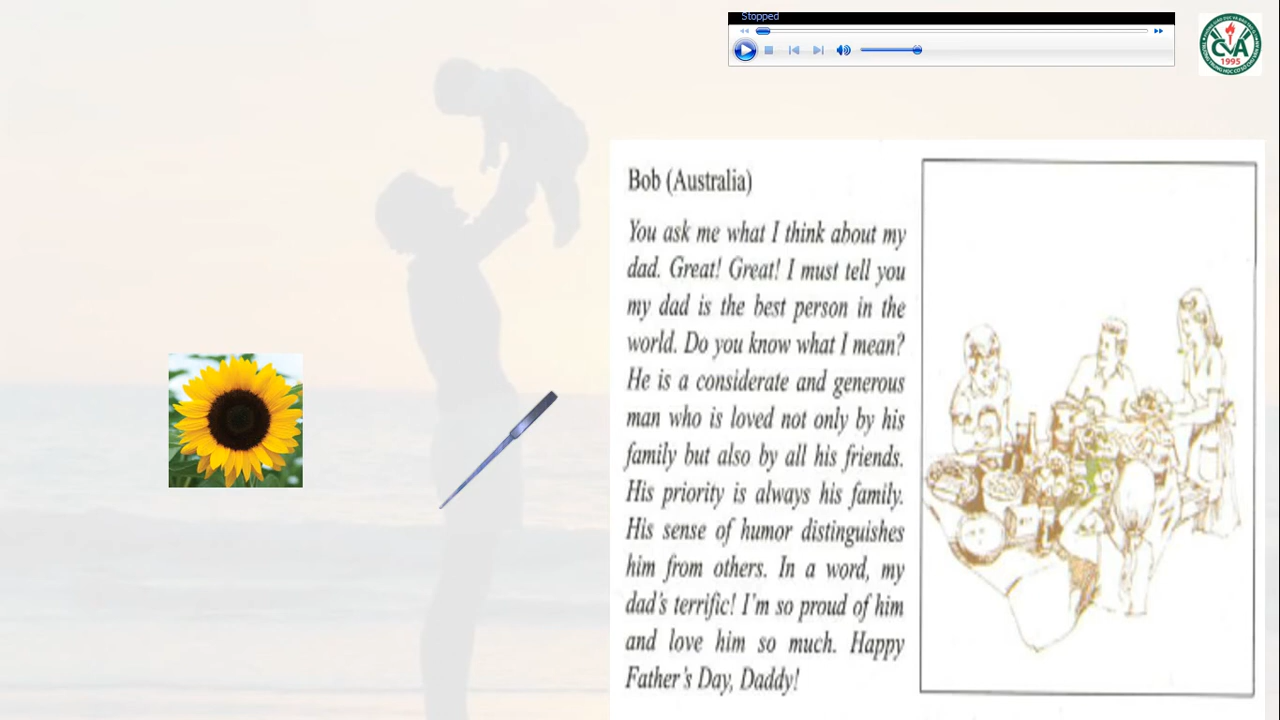 Stopped
CVA
1995
Bob (Australia)
You ask me what I think about my
dad. Great! Great! I must tell you
my dad is the best person in the
world. Do you know what I mean?
He is a considerate and generous
man who is loved not only by his
family but also by all his friends.
His priority is always his family.
His sense of humor distinguishes
him from others. In a word, my
dad's terrific! I'm so proud of him
and love him so much. Happy
Father's Day, Daddy!